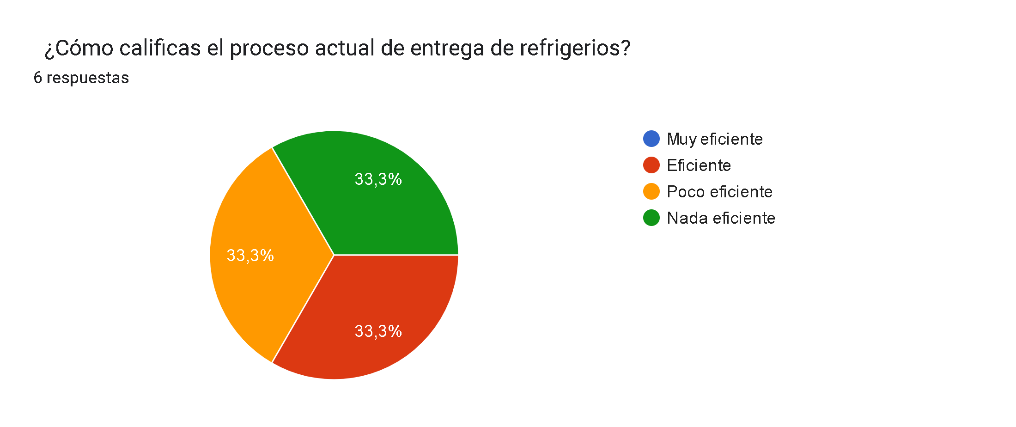 ¿Cómo calificas el proceso actual de entrega de refrigerios?
6 respuestas
Muy eficiente
Eficiente
Poco eficiente
Nada eficiente
33,3%
33,3%
33,3%